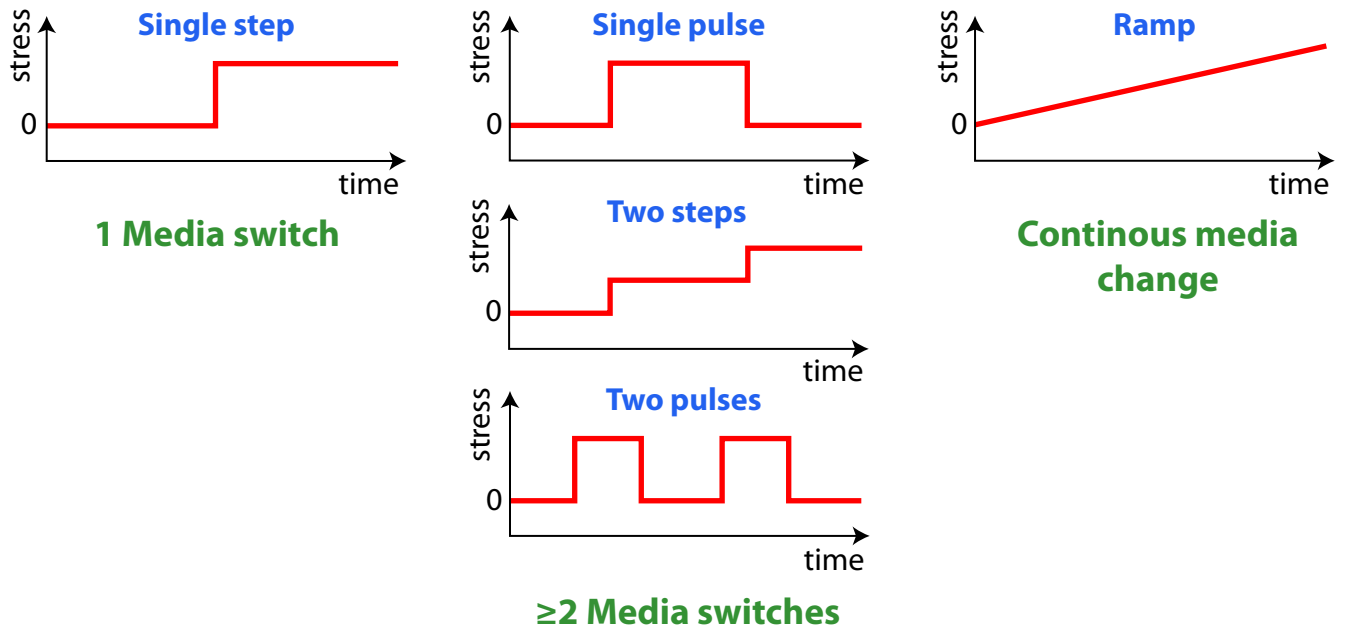 Single step
stress
0
time
1 Media switch
Single pulse
stress
0
time
Two steps
stress
0
time
Two pulses
stress
0
time
≥2 Media switches
Ramp
stress
0
time
Continous media
change